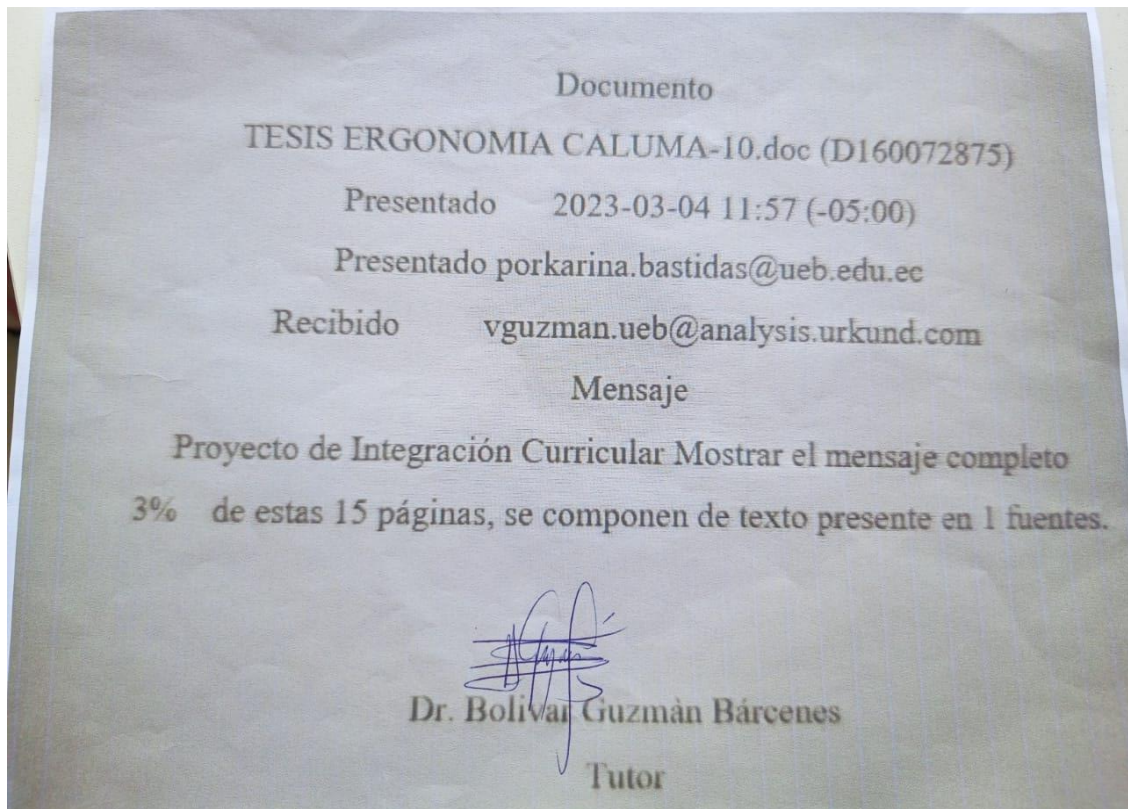 Documento
TESIS ERGONOMIA CALUMA-10.doc (D160072875)
Presentado 2023-03-04 11:57 (-05:00)
Presentado porkarina.bastidas@ueb.edu.ec
Recibido vguzman.ueb@analysis.urkund.com
Mensaje
Proyecto de Integración Curricular Mostrar el mensaje completo
3% de estas 15 páginas, se componen de texto presente en 1 fuentes.
Dr. Bolivar Guzmàn Bárcenes
Tutor